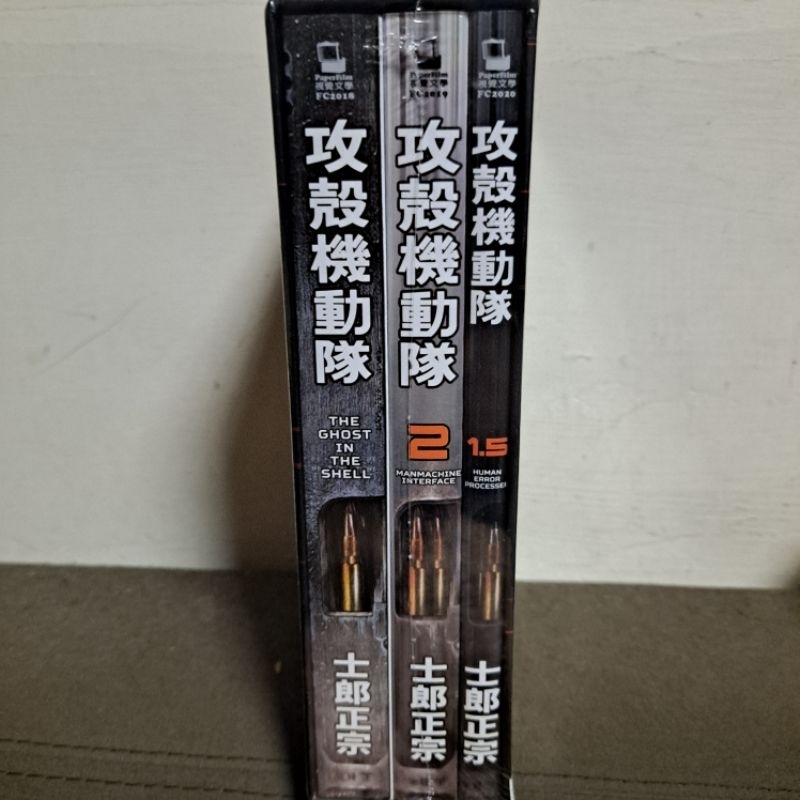 PaperFilm
視覺文學
FC2018
攻殼機動隊
THE
GHOST
IN
THE
SHELL
士郎正宗
PaperFilm
視覺文學
FC2019
攻殼機動隊
2
MANMACHINE
INTERFACE
士郎正宗
PaperFilm
視覺文學
FC2020
攻殼機動隊
1.5
HUMAN
ERROR
PROCESSER
士郎正宗